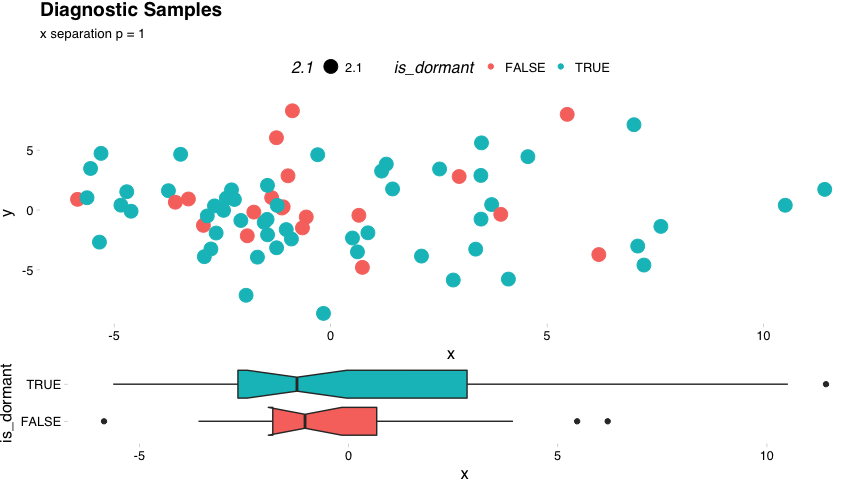 Diagnostic Samples
x separation p = 1
2.1 2.1 is_dormant FALSE TRUE
5
0
-5
y
-5 0 5 10
x
TRUE
FALSE
is_dormant
-5 0 5 10
x